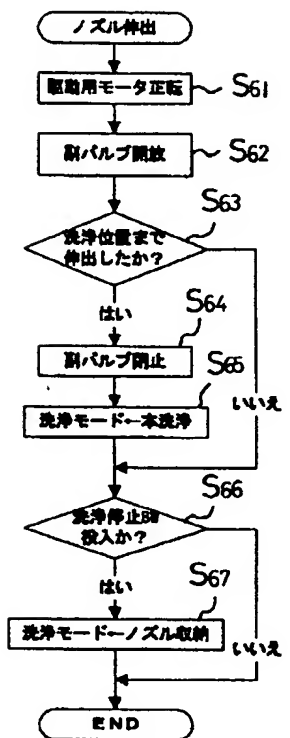 ノズル伸出
駆動用モータ正転
S61
副バルブ開放
S62
S63
洗浄位置まで
伸出したか?
はい
S64
副バルブ閉止
S65
洗浄モード←本洗浄
いいえ
S66
洗浄停止SW
投入か?
はい
S67
洗浄モード←ノズル収納
いいえ
END